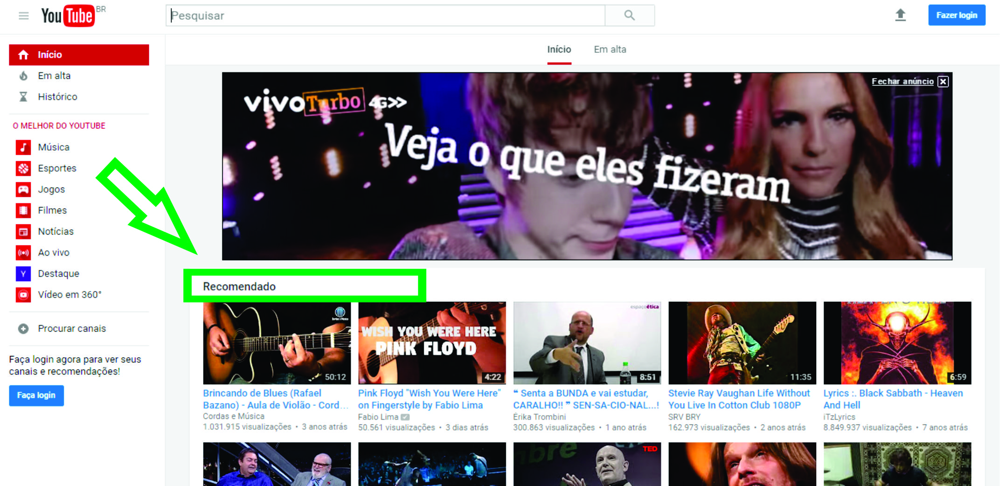 YouTube BR
Pesquisar
Fazer login
Início
Em alta
Histórico
O MELHOR DO YOUTUBE
Música
Esportes
Jogos
Filmes
Notícias
Ao vivo
Y Destaque
Vídeo em 360°
Procurar canais
Faça login agora para ver seus
canais e recomendações!
Faça login
Início Em alta
Fechar anúncio
vivo Turbo 4G>>
Veja o que eles fizeram
Recomendado
50:12
Brincando de Blues (Rafael
Bazano) - Aula de Violão - Cord...
Cordas e Música
1.031.915 visualizações • 3 anos atrás
WISH YOU WERE HERE
PINK FLOYD
4:22
Pink Floyd "Wish You Were Here"
on Fingerstyle by Fabio Lima
Fabio Lima
50.561 visualizações • 3 dias atrás
espaçoética
8:51
❝ Senta a BUNDA e vai estudar,
CARALHO!! ❞ SEN-SA-CIO-NAL...!
Érika Trombini
300.863 visualizações • 1 ano atrás
11:35
Stevie Ray Vaughan Life Without
You Live In Cotton Club 1080P
SRV BRY
162.973 visualizações • 2 anos atrás
6:59
Lyrics :. Black Sabbath - Heaven
And Hell
iTzLyrics
8.849.937 visualizações • 7 anos atrás
TED